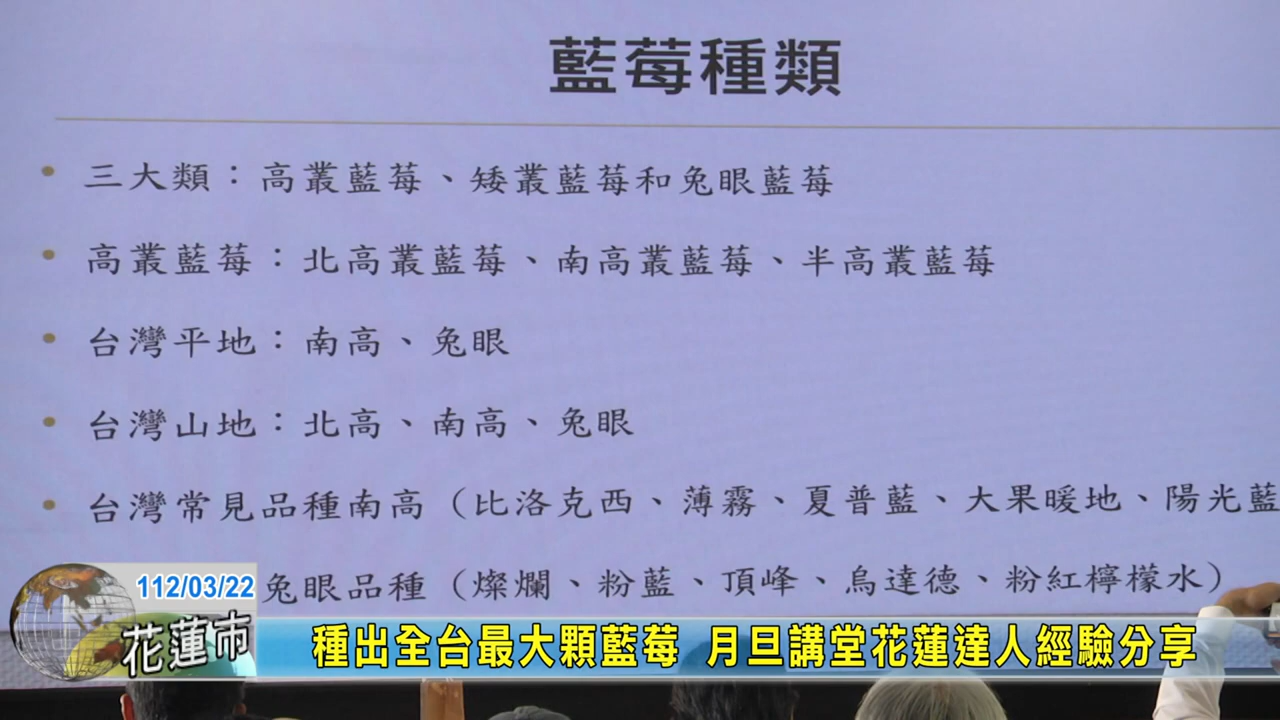 藍莓種類
• 三大類：高叢藍莓、矮叢藍莓和兔眼藍莓
• 高叢藍莓：北高叢藍莓、南高叢藍莓、半高叢藍莓
• 台灣平地：南高、兔眼
• 台灣山地：北高、南高、兔眼
• 台灣常見品種南高（比洛克西、薄霧、夏普藍、大果暖地、陽光藍
兔眼品種（燦爛、粉藍、頂峰、烏達德、粉紅檸檬水）
112/03/22
花蓮市
種出全台最大顆藍莓 月旦講堂花蓮達人經驗分享